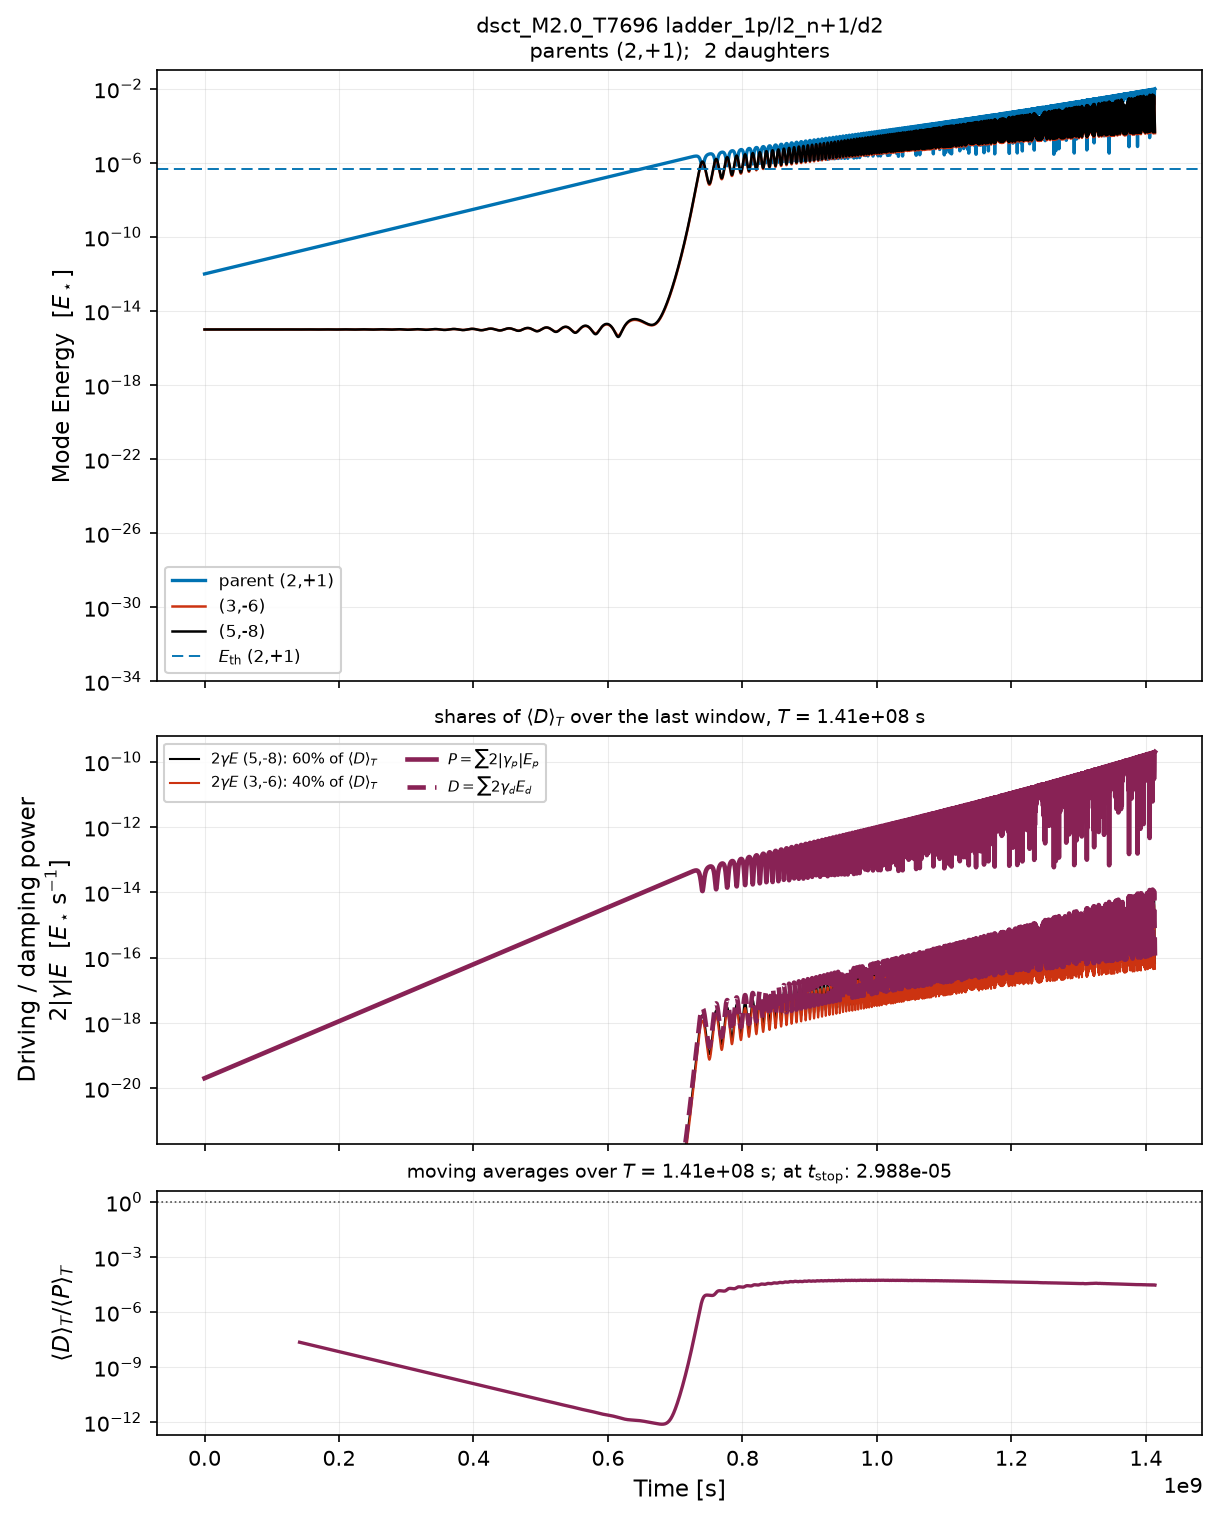 dsct_M2.0_T7696 ladder_1p/l2_n+1/d2
parents (2,+1);  2 daughters
Mode Energy [E⋆]
10⁻²
10⁻⁶
10⁻¹⁰
10⁻¹⁴
10⁻¹⁸
10⁻²²
10⁻²⁶
10⁻³⁰
10⁻³⁴
parent (2,+1)
(3,-6)
(5,-8)
E_th (2,+1)
shares of ⟨D⟩_T over the last window, T = 1.41e+08 s
Driving / damping power
2|γ|E [E⋆ s⁻¹]
10⁻¹⁰
10⁻¹²
10⁻¹⁴
10⁻¹⁶
10⁻¹⁸
10⁻²⁰
2γE (5,-8): 60% of ⟨D⟩_T
2γE (3,-6): 40% of ⟨D⟩_T
P = ∑2|γ_p|E_p
D = ∑2γ_dE_d
moving averages over T = 1.41e+08 s; at t_stop: 2.988e-05
⟨D⟩_T/⟨P⟩_T
10⁰
10⁻³
10⁻⁶
10⁻⁹
10⁻¹²
0.0 0.2 0.4 0.6 0.8 1.0 1.2 1.4
1e9
Time [s]